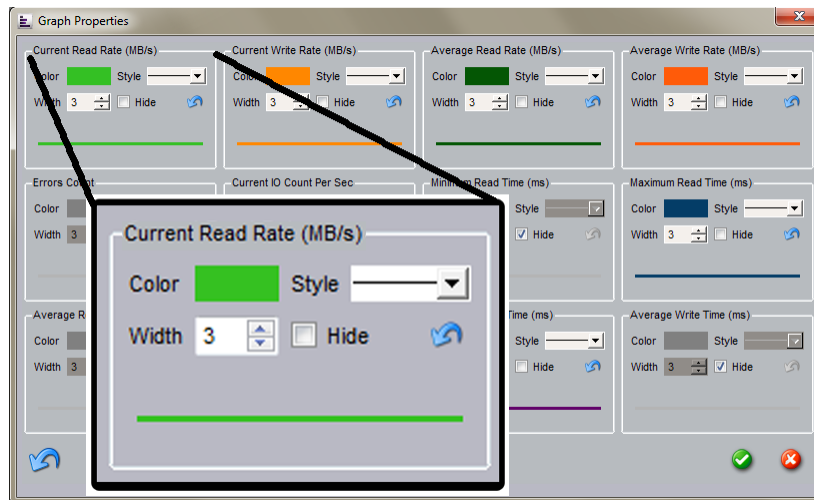 Graph Properties
Current Read Rate (MB/s)
Current Write Rate (MB/s)
Average Read Rate (MB/s)
Average Write Rate (MB/s)
Color Style
Color Style
Color Style
Color Style
Width 3 Hide
Width 3 Hide
Width 3 Hide
Width 3 Hide
Errors Count
Current IO Count Per Sec
Minimum Read Time (ms)
Maximum Read Time (ms)
Color
Style
Color Style
Width 3
Hide
Width 3 Hide
Current Read Rate (MB/s)
Color Style
Width 3 Hide
Average R
Time (ms)
Average Write Time (ms)
Color
Style
Color Style
Width 3
Hide
Width 3 Hide